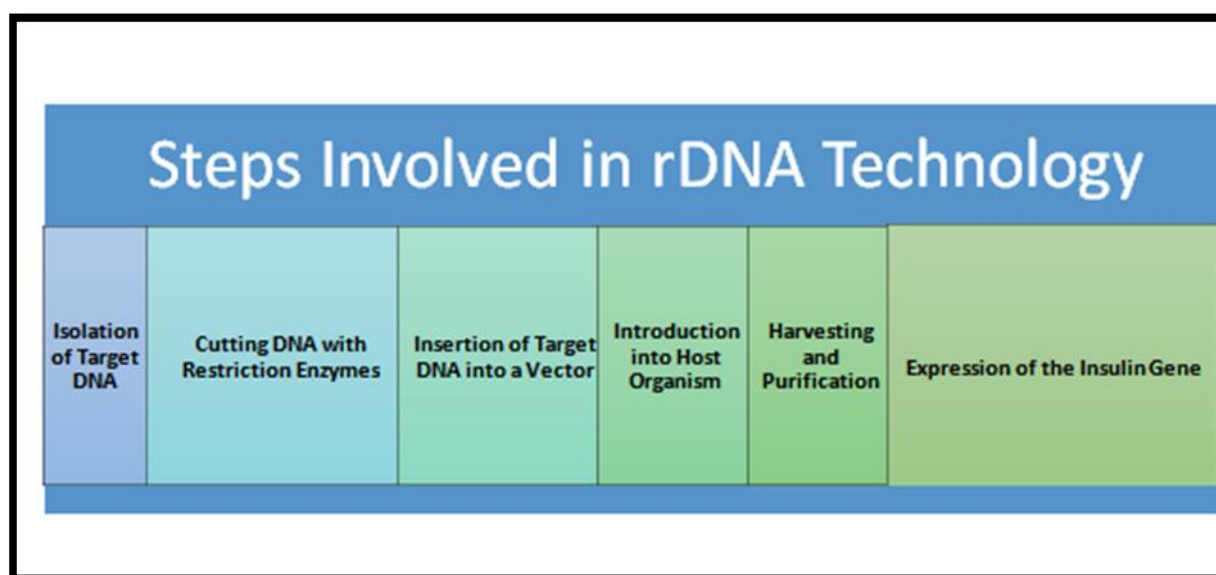 Steps Involved in rDNA Technology
Isolation
of Target
DNA
Cutting DNA with
Restriction Enzymes
Insertion of Target
DNA into a Vector
Introduction
into Host
Organism
Harvesting
and
Purification
Expression of the Insulin Gene